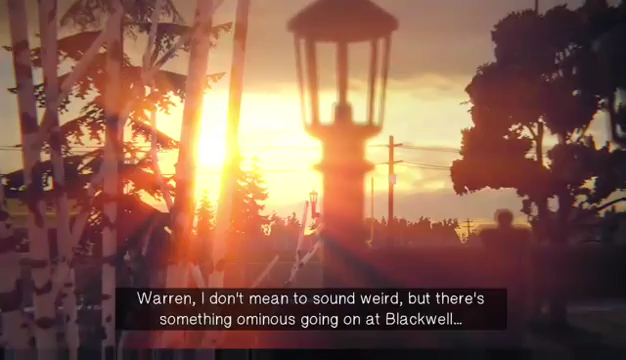 Warren, I don't mean to sound weird, but there's
something ominous going on at Blackwell...